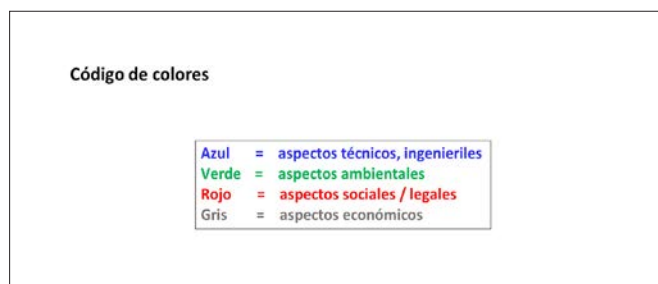 Código de colores
Azul = aspectos técnicos, ingenieriles
Verde = aspectos ambientales
Rojo = aspectos sociales / legales
Gris = aspectos económicos